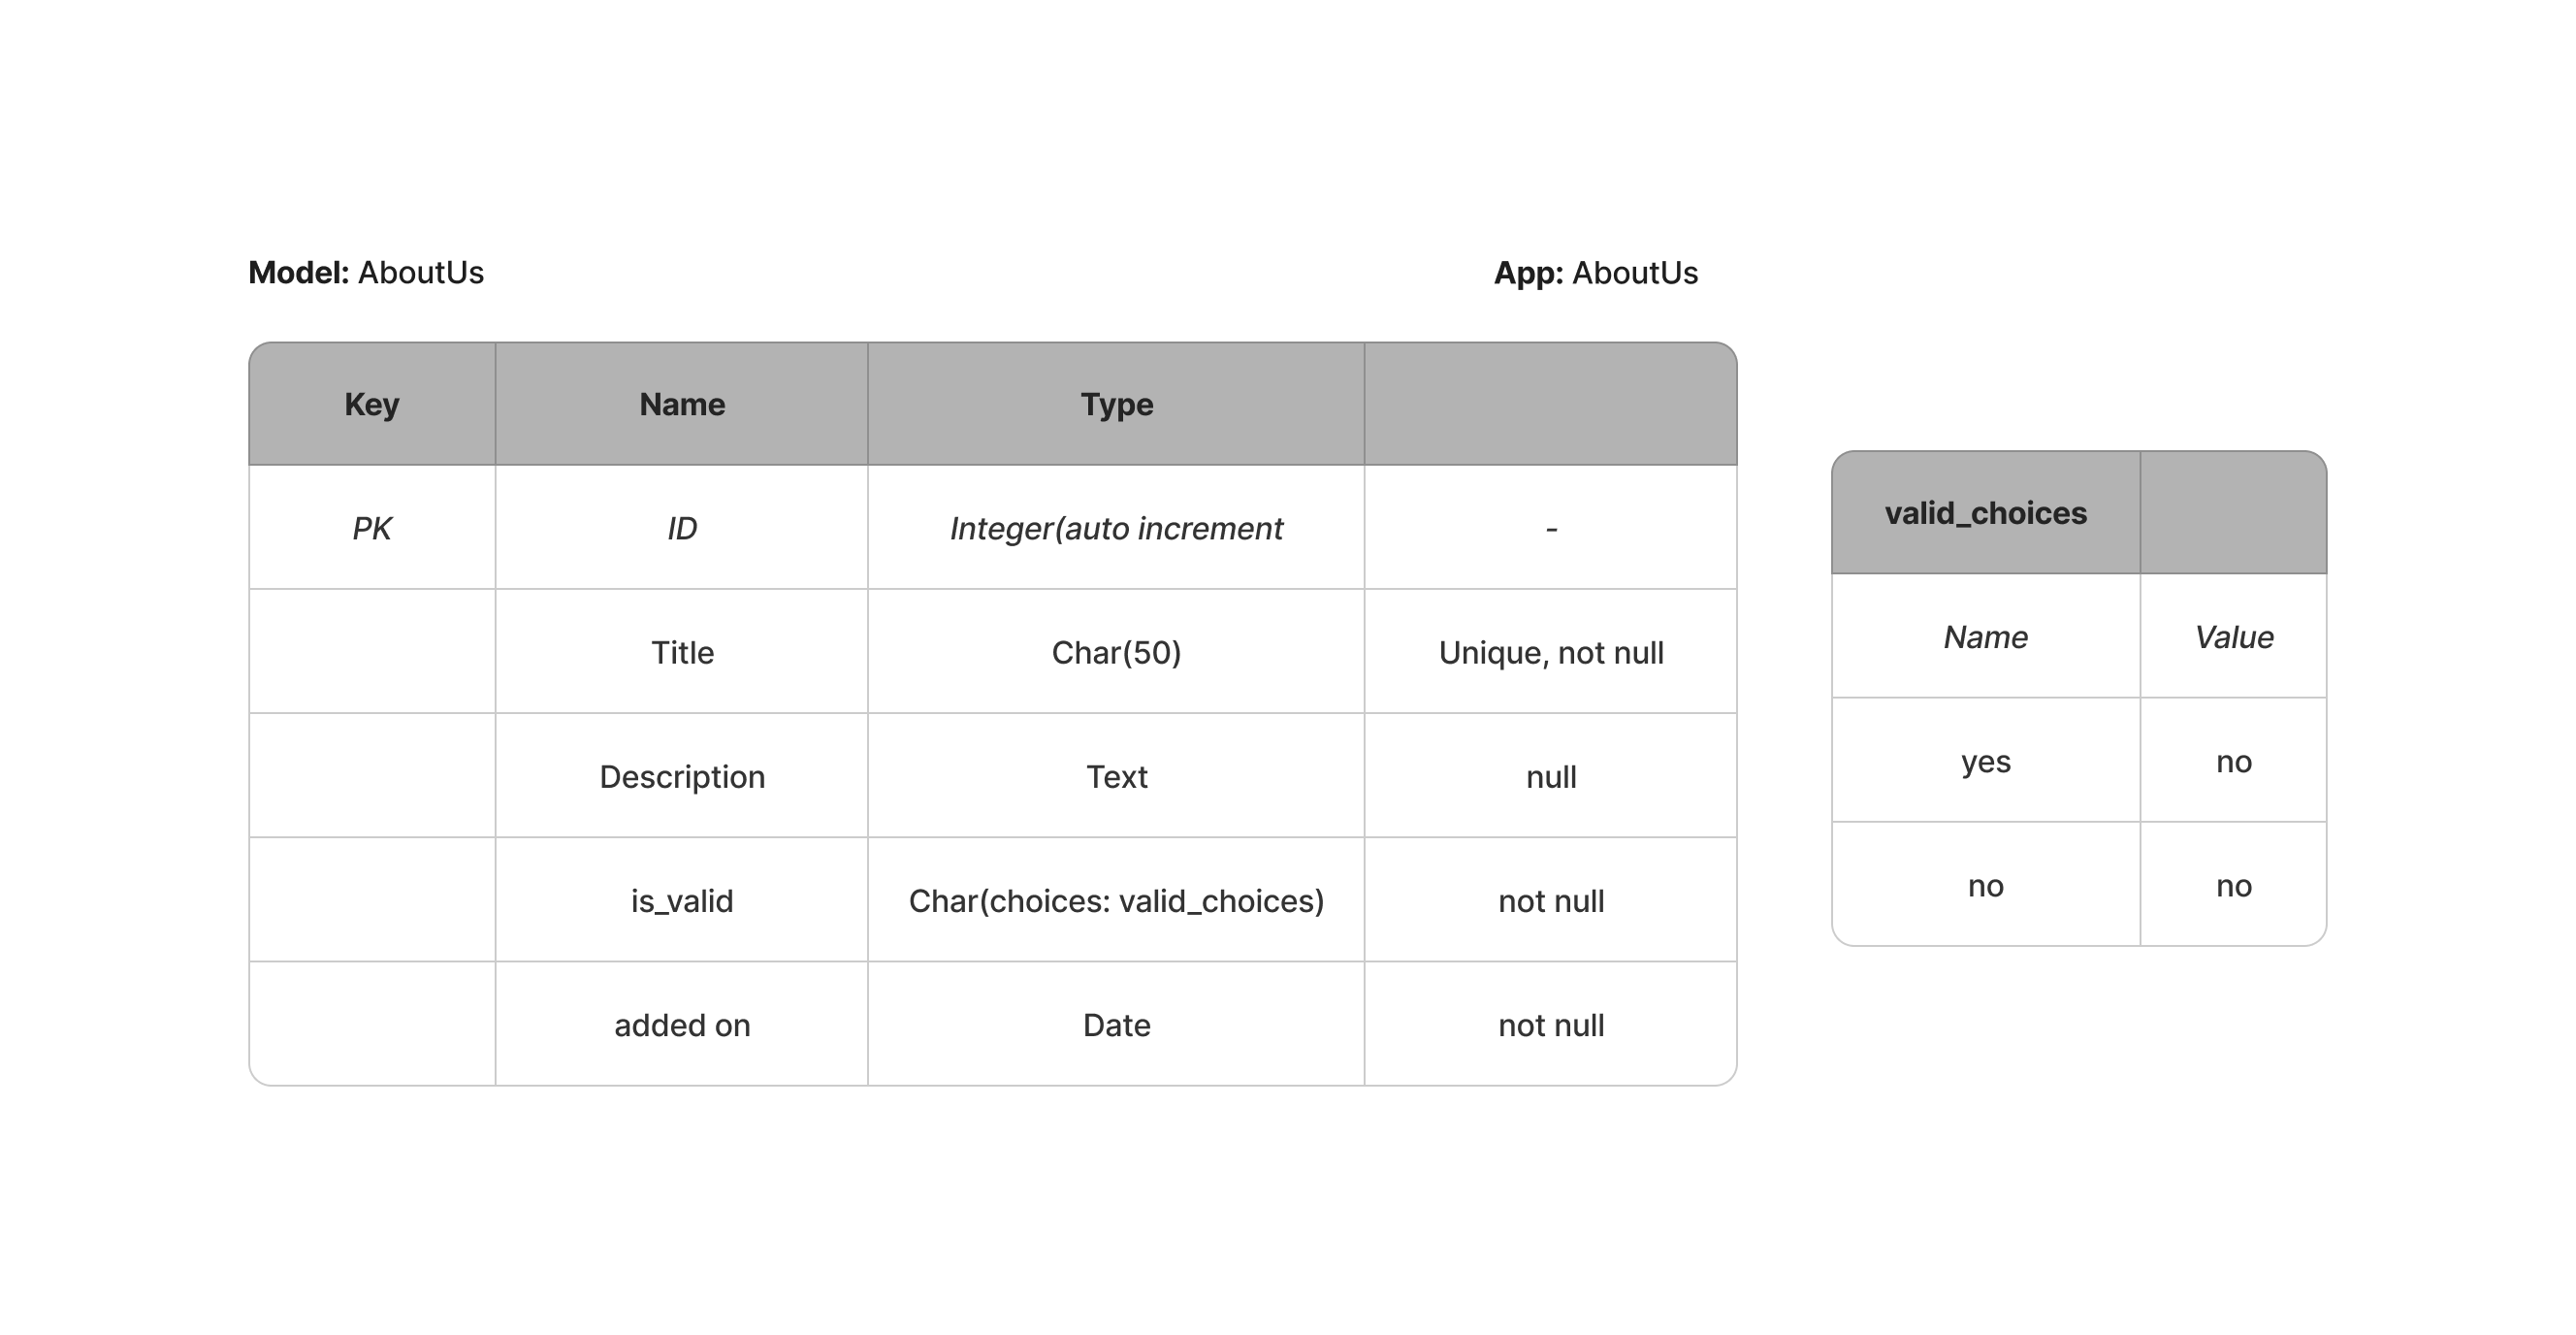 Model: AboutUs
App: AboutUs
Key Name Type
PK ID Integer(auto increment -
Title Char(50) Unique, not null
Description Text null
is_valid Char(choices: valid_choices) not null
added on Date not null
valid_choices
Name Value
yes no
no no